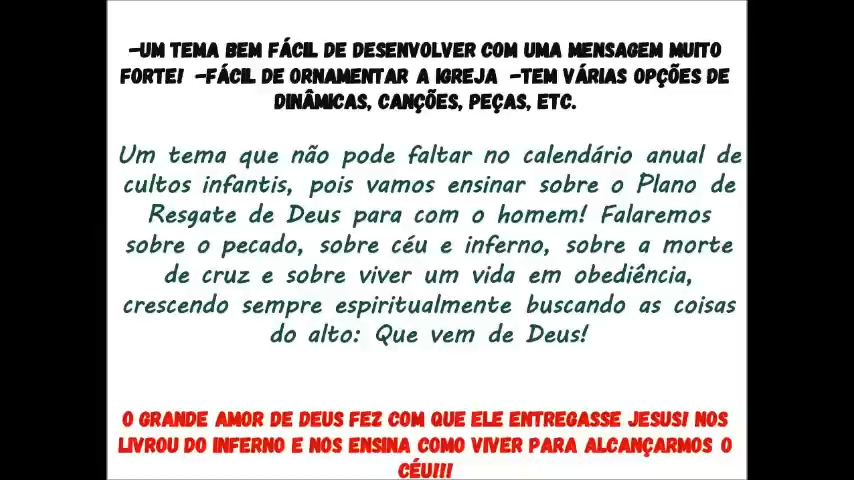 -UM TEMA BEM FÁCIL DE DESENVOLVER COM UMA MENSAGEM MUITO
FORTE! -FÁCIL DE ORNAMENTAR A IGREJA -TEM VÁRIAS OPÇÕES DE
DINÂMICAS, CANÇÕES, PEÇAS, ETC.
Um tema que não pode faltar no calendário anual de
cultos infantis, pois vamos ensinar sobre o Plano de
Resgate de Deus para com o homem! Falaremos
sobre o pecado, sobre céu e inferno, sobre a morte
de cruz e sobre viver um vida em obediência,
crescendo sempre espiritualmente buscando as coisas
do alto: Que vem de Deus!
O GRANDE AMOR DE DEUS FEZ COM QUE ELE ENTREGASSE JESUS! NOS
LIVROU DO INFERNO E NOS ENSINA COMO VIVER PARA ALCANÇARMOS O
CÉU!!!